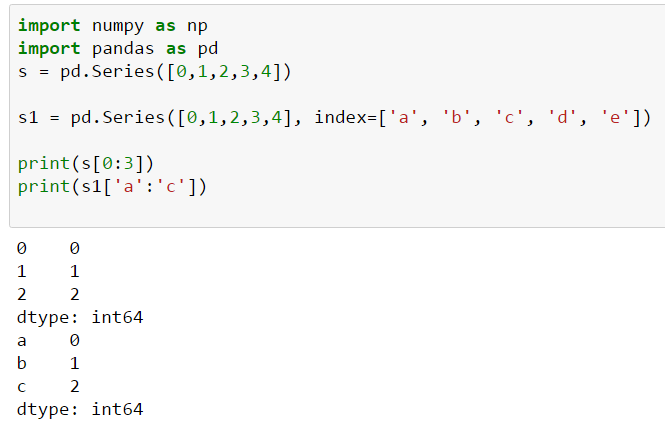 import numpy as np
import pandas as pd
s = pd.Series([0,1,2,3,4])
s1 = pd.Series([0,1,2,3,4], index=['a', 'b', 'c', 'd', 'e'])
print(s[0:3])
print(s1['a':'c'])
0    0
1    1
2    2
dtype: int64
a    0
b    1
c    2
dtype: int64